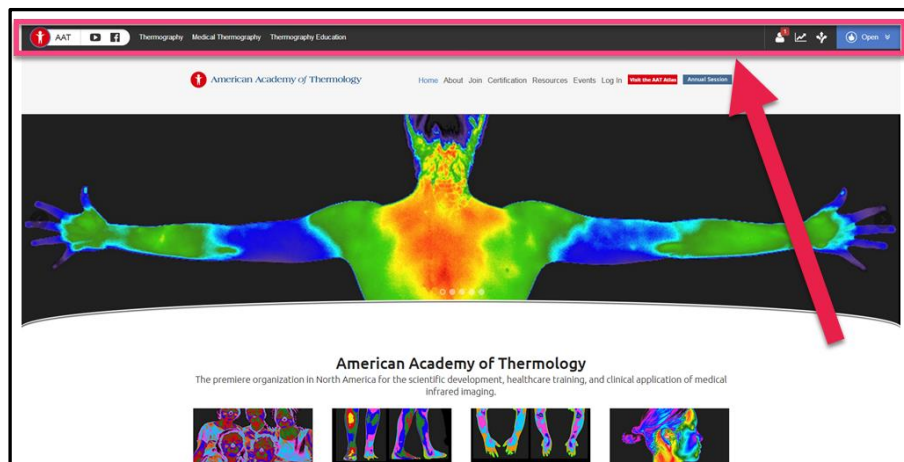 AAT Thermography Medical Thermography Thermography Education 1 Open
American Academy of Thermology Home About Join Certification Resources Events Log In Visit the AAT Atlas Annual Session
American Academy of Thermology
The premiere organization in North America for the scientific development, healthcare training, and clinical application of medical
infrared imaging.